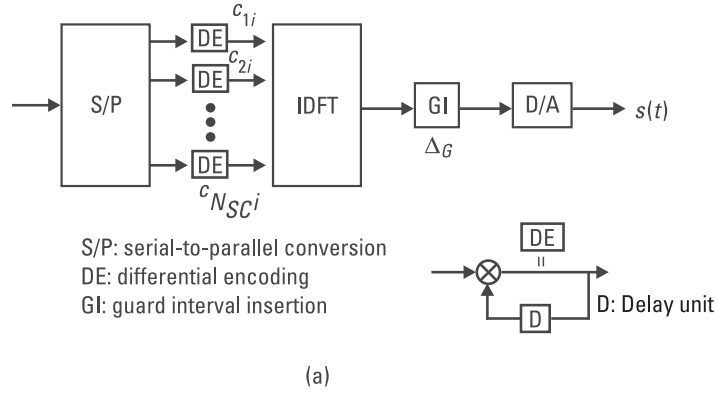 c1i
S/P
DE
c2i
DE
IDFT
GI
D/A
s(t)
ΔG
DE
cNSCi
S/P: serial-to-parallel conversion
DE: differential encoding
GI: guard interval insertion
DE
=
D
D: Delay unit
(a)